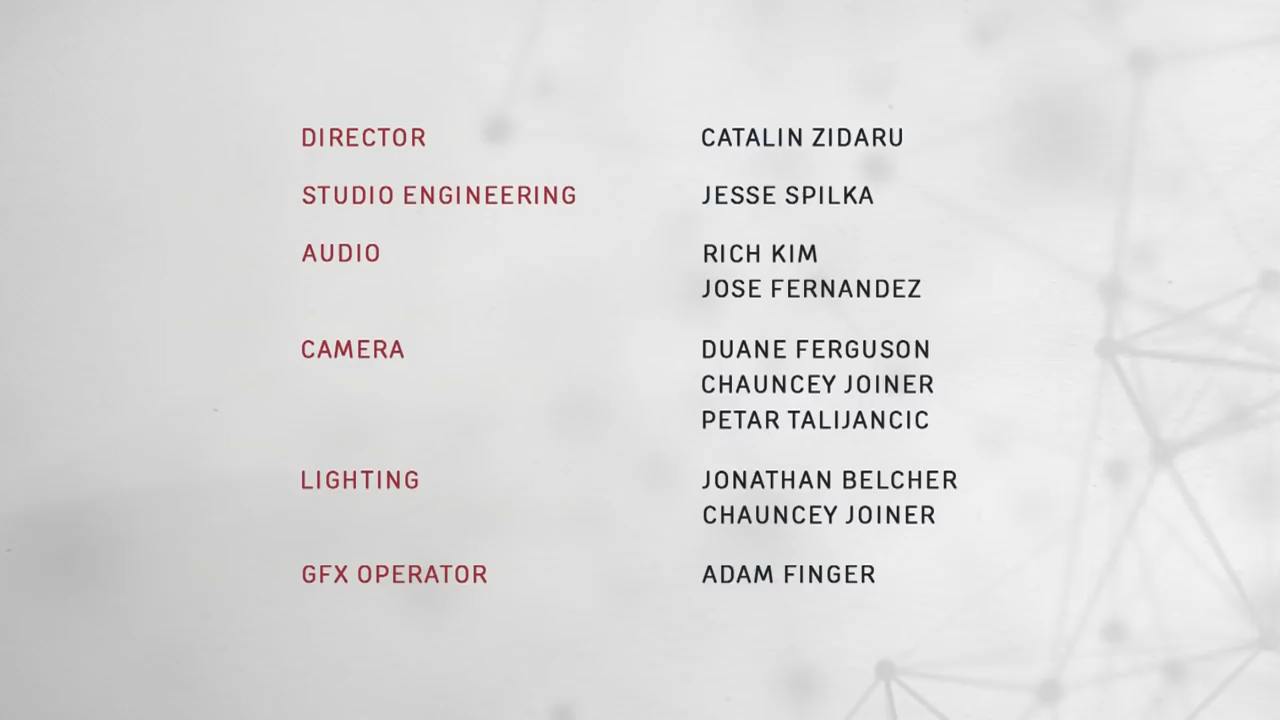 DIRECTOR CATALIN ZIDARU
STUDIO ENGINEERING JESSE SPILKA
AUDIO RICH KIM
JOSE FERNANDEZ
CAMERA DUANE FERGUSON
CHAUNCEY JOINER
PETAR TALIJANCIC
LIGHTING JONATHAN BELCHER
CHAUNCEY JOINER
GFX OPERATOR ADAM FINGER